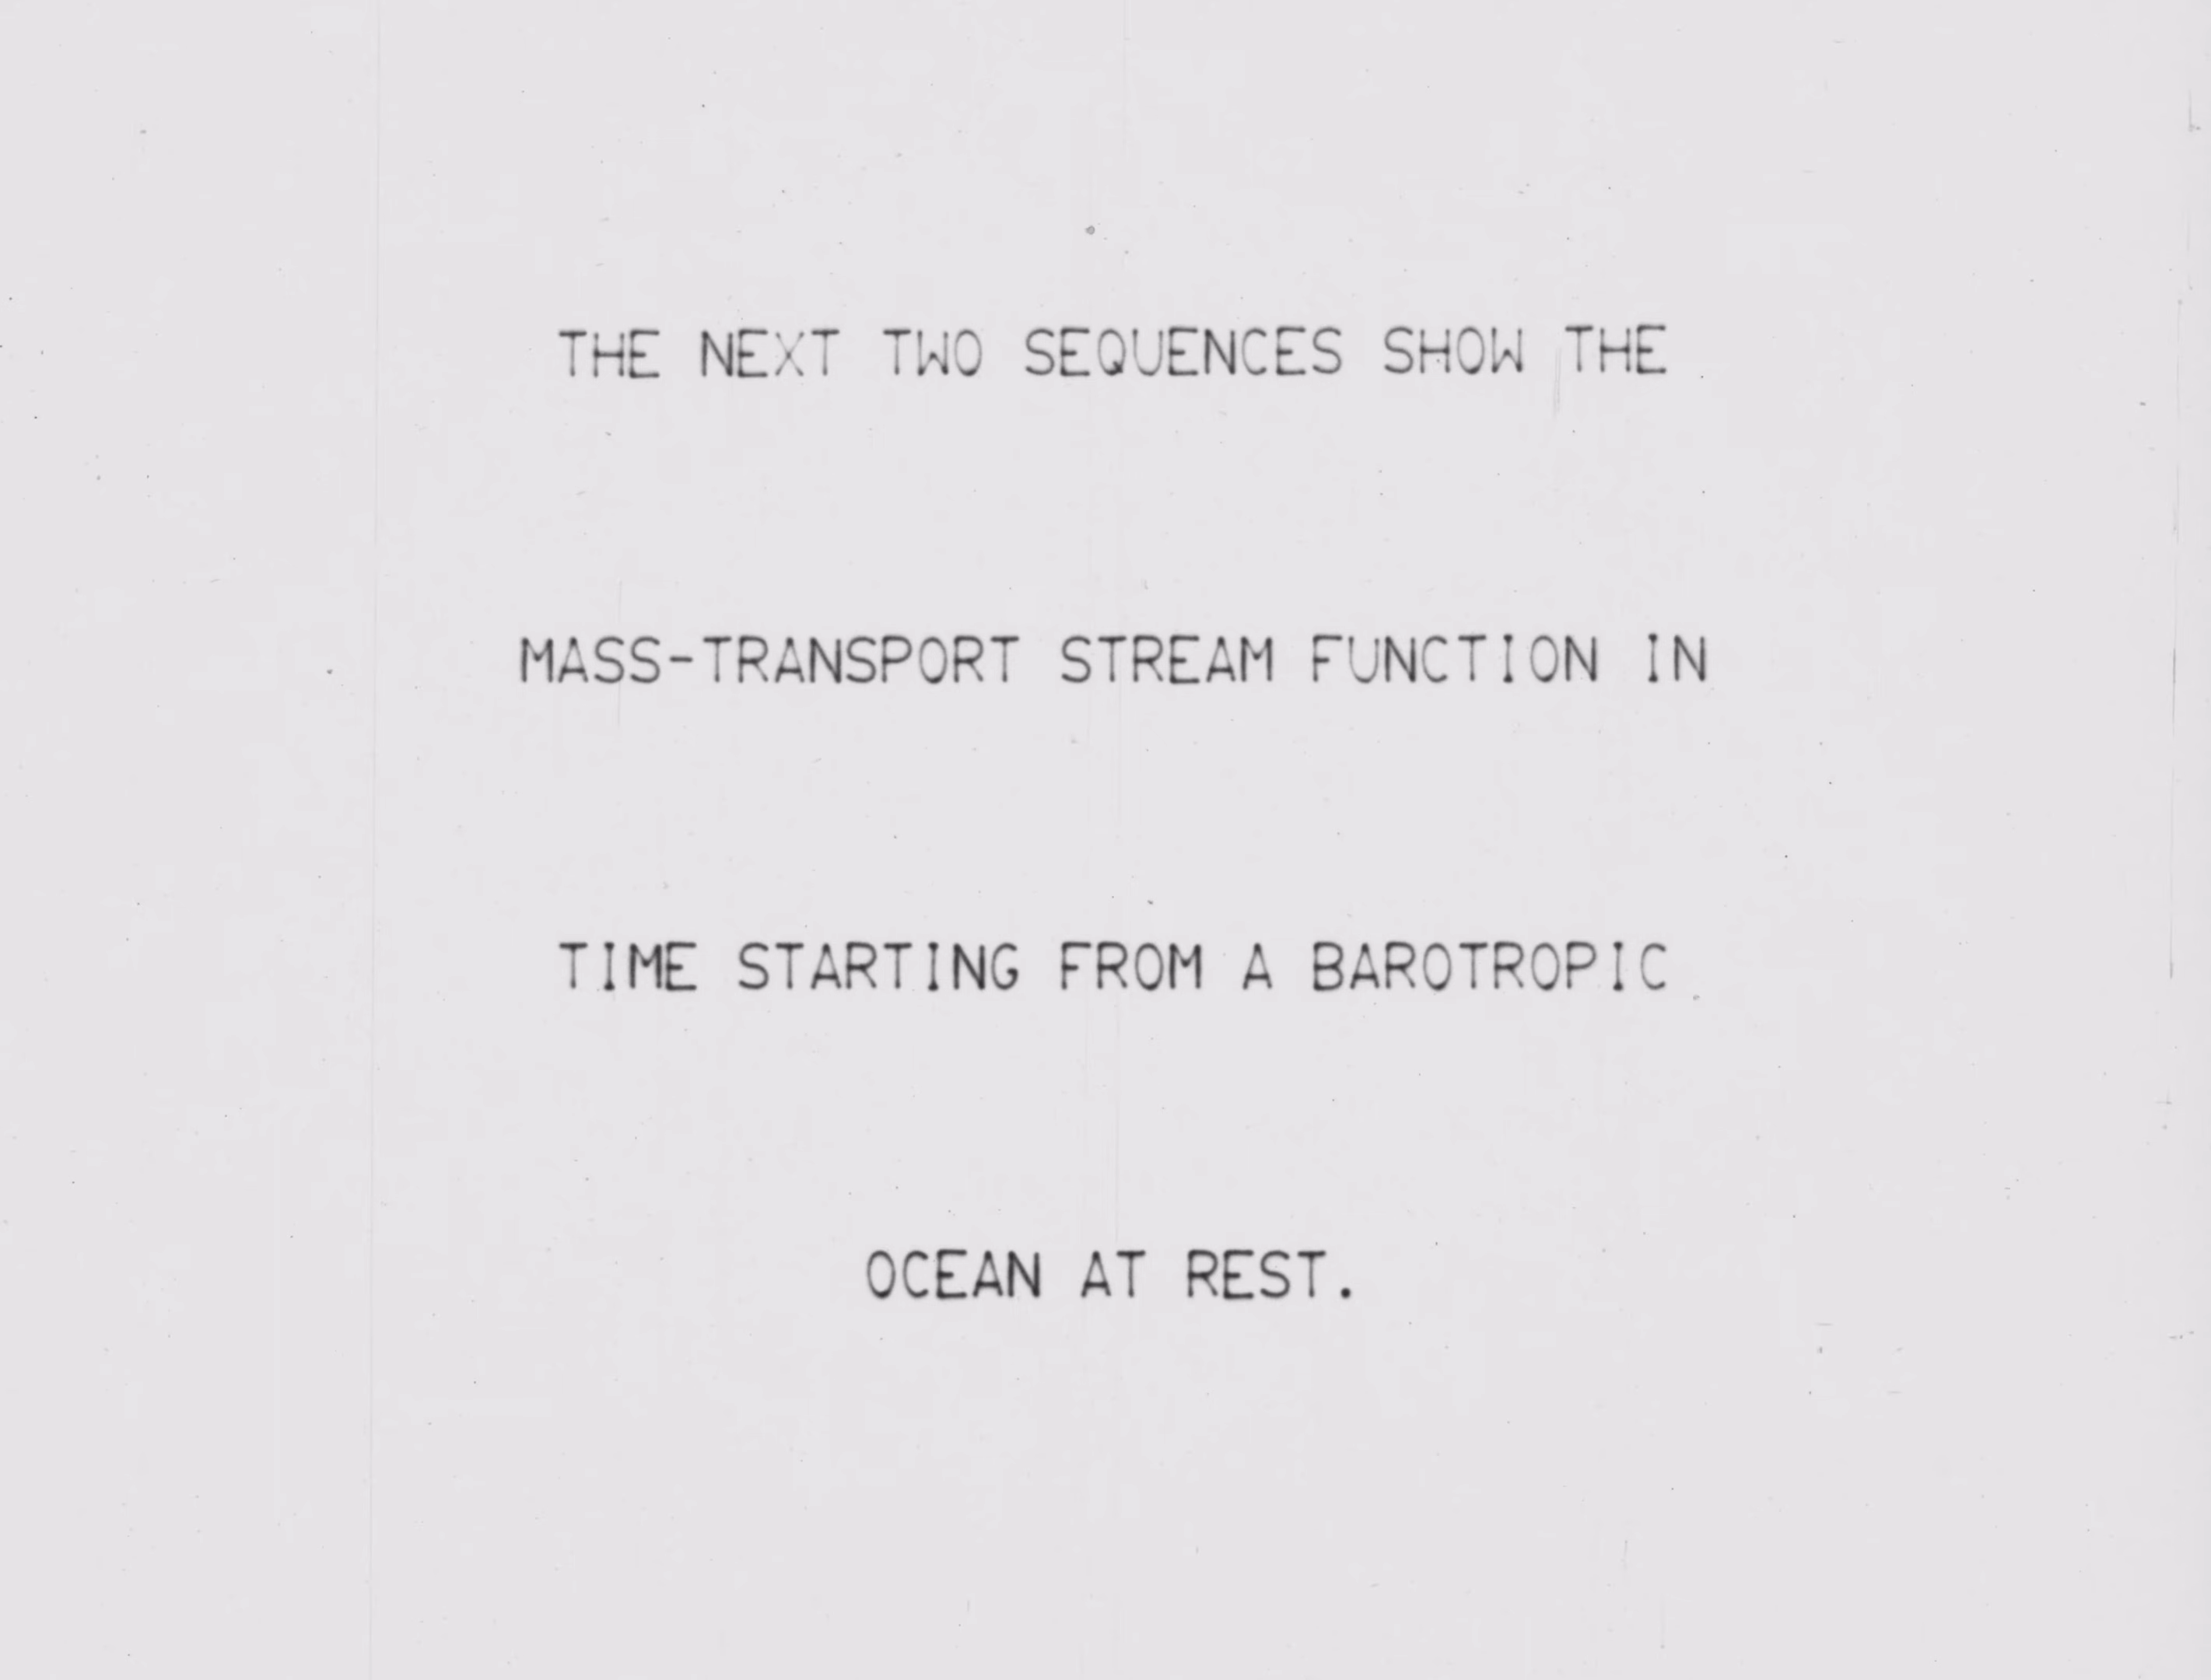 THE NEXT TWO SEQUENCES SHOW THE
MASS-TRANSPORT STREAM FUNCTION IN
TIME STARTING FROM A BAROTROPIC
OCEAN AT REST.